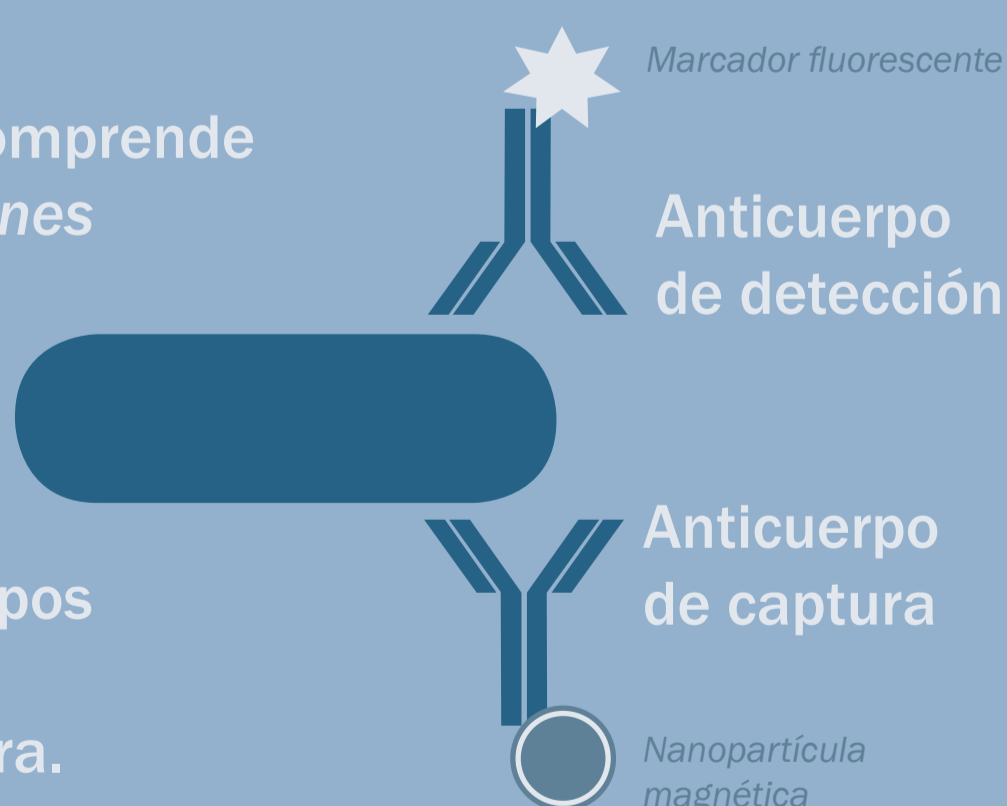 Marcador fluorescente
omprende
nes
Anticuerpo
de detección
Anticuerpo
de captura
pos
ra.
Nanopartícula
magnética